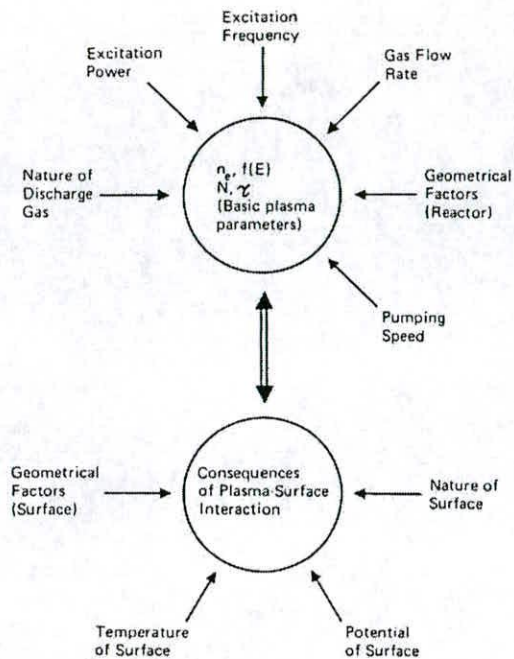 Excitation
Frequency
Excitation
Power
Gas Flow
Rate
Nature of
Discharge
Gas
nₑ, f(E)
N, τ
(Basic plasma
parameters)
Geometrical
Factors
(Reactor)
Pumping
Speed
Geometrical
Factors
(Surface)
Consequences
of Plasma-Surface
Interaction
Nature of
Surface
Temperature
of Surface
Potential
of Surface